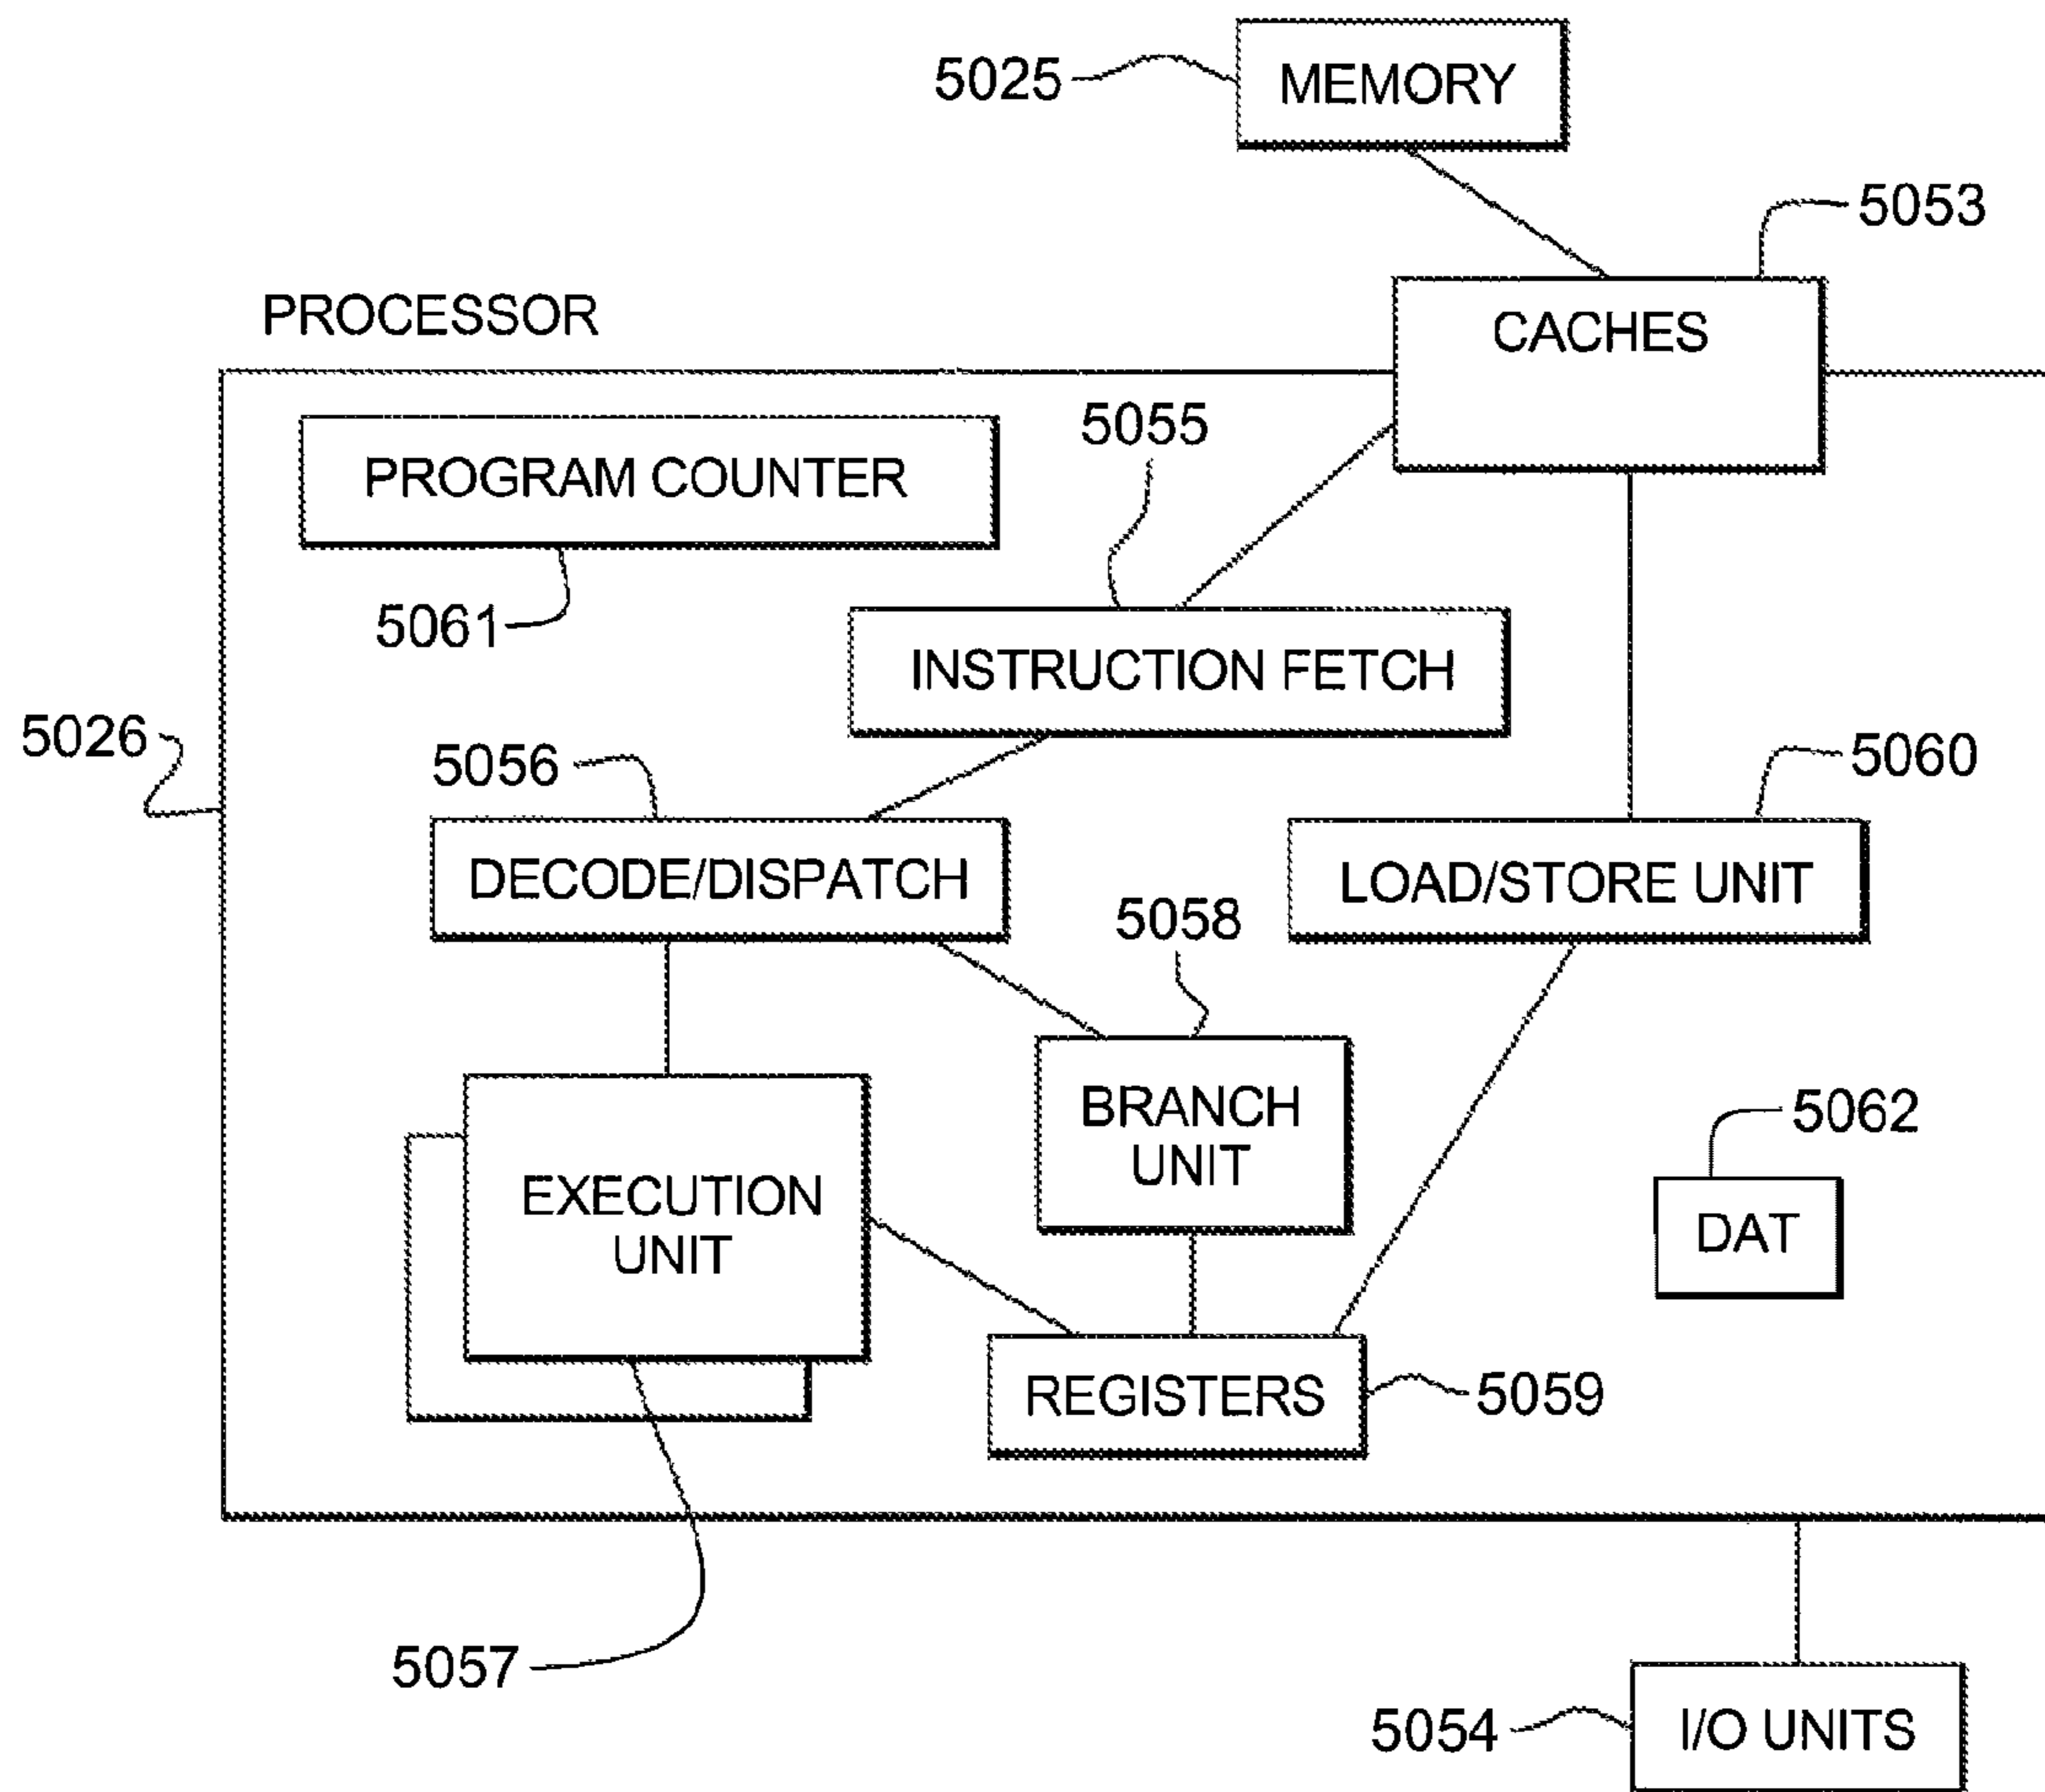 5025
MEMORY
5053
CACHES
PROCESSOR
PROGRAM COUNTER
5055
5061
INSTRUCTION FETCH
5026
5056
5060
DECODE/DISPATCH
LOAD/STORE UNIT
5058
BRANCH
UNIT
5062
EXECUTION
UNIT
DAT
REGISTERS
5059
5057
5054
I/O UNITS